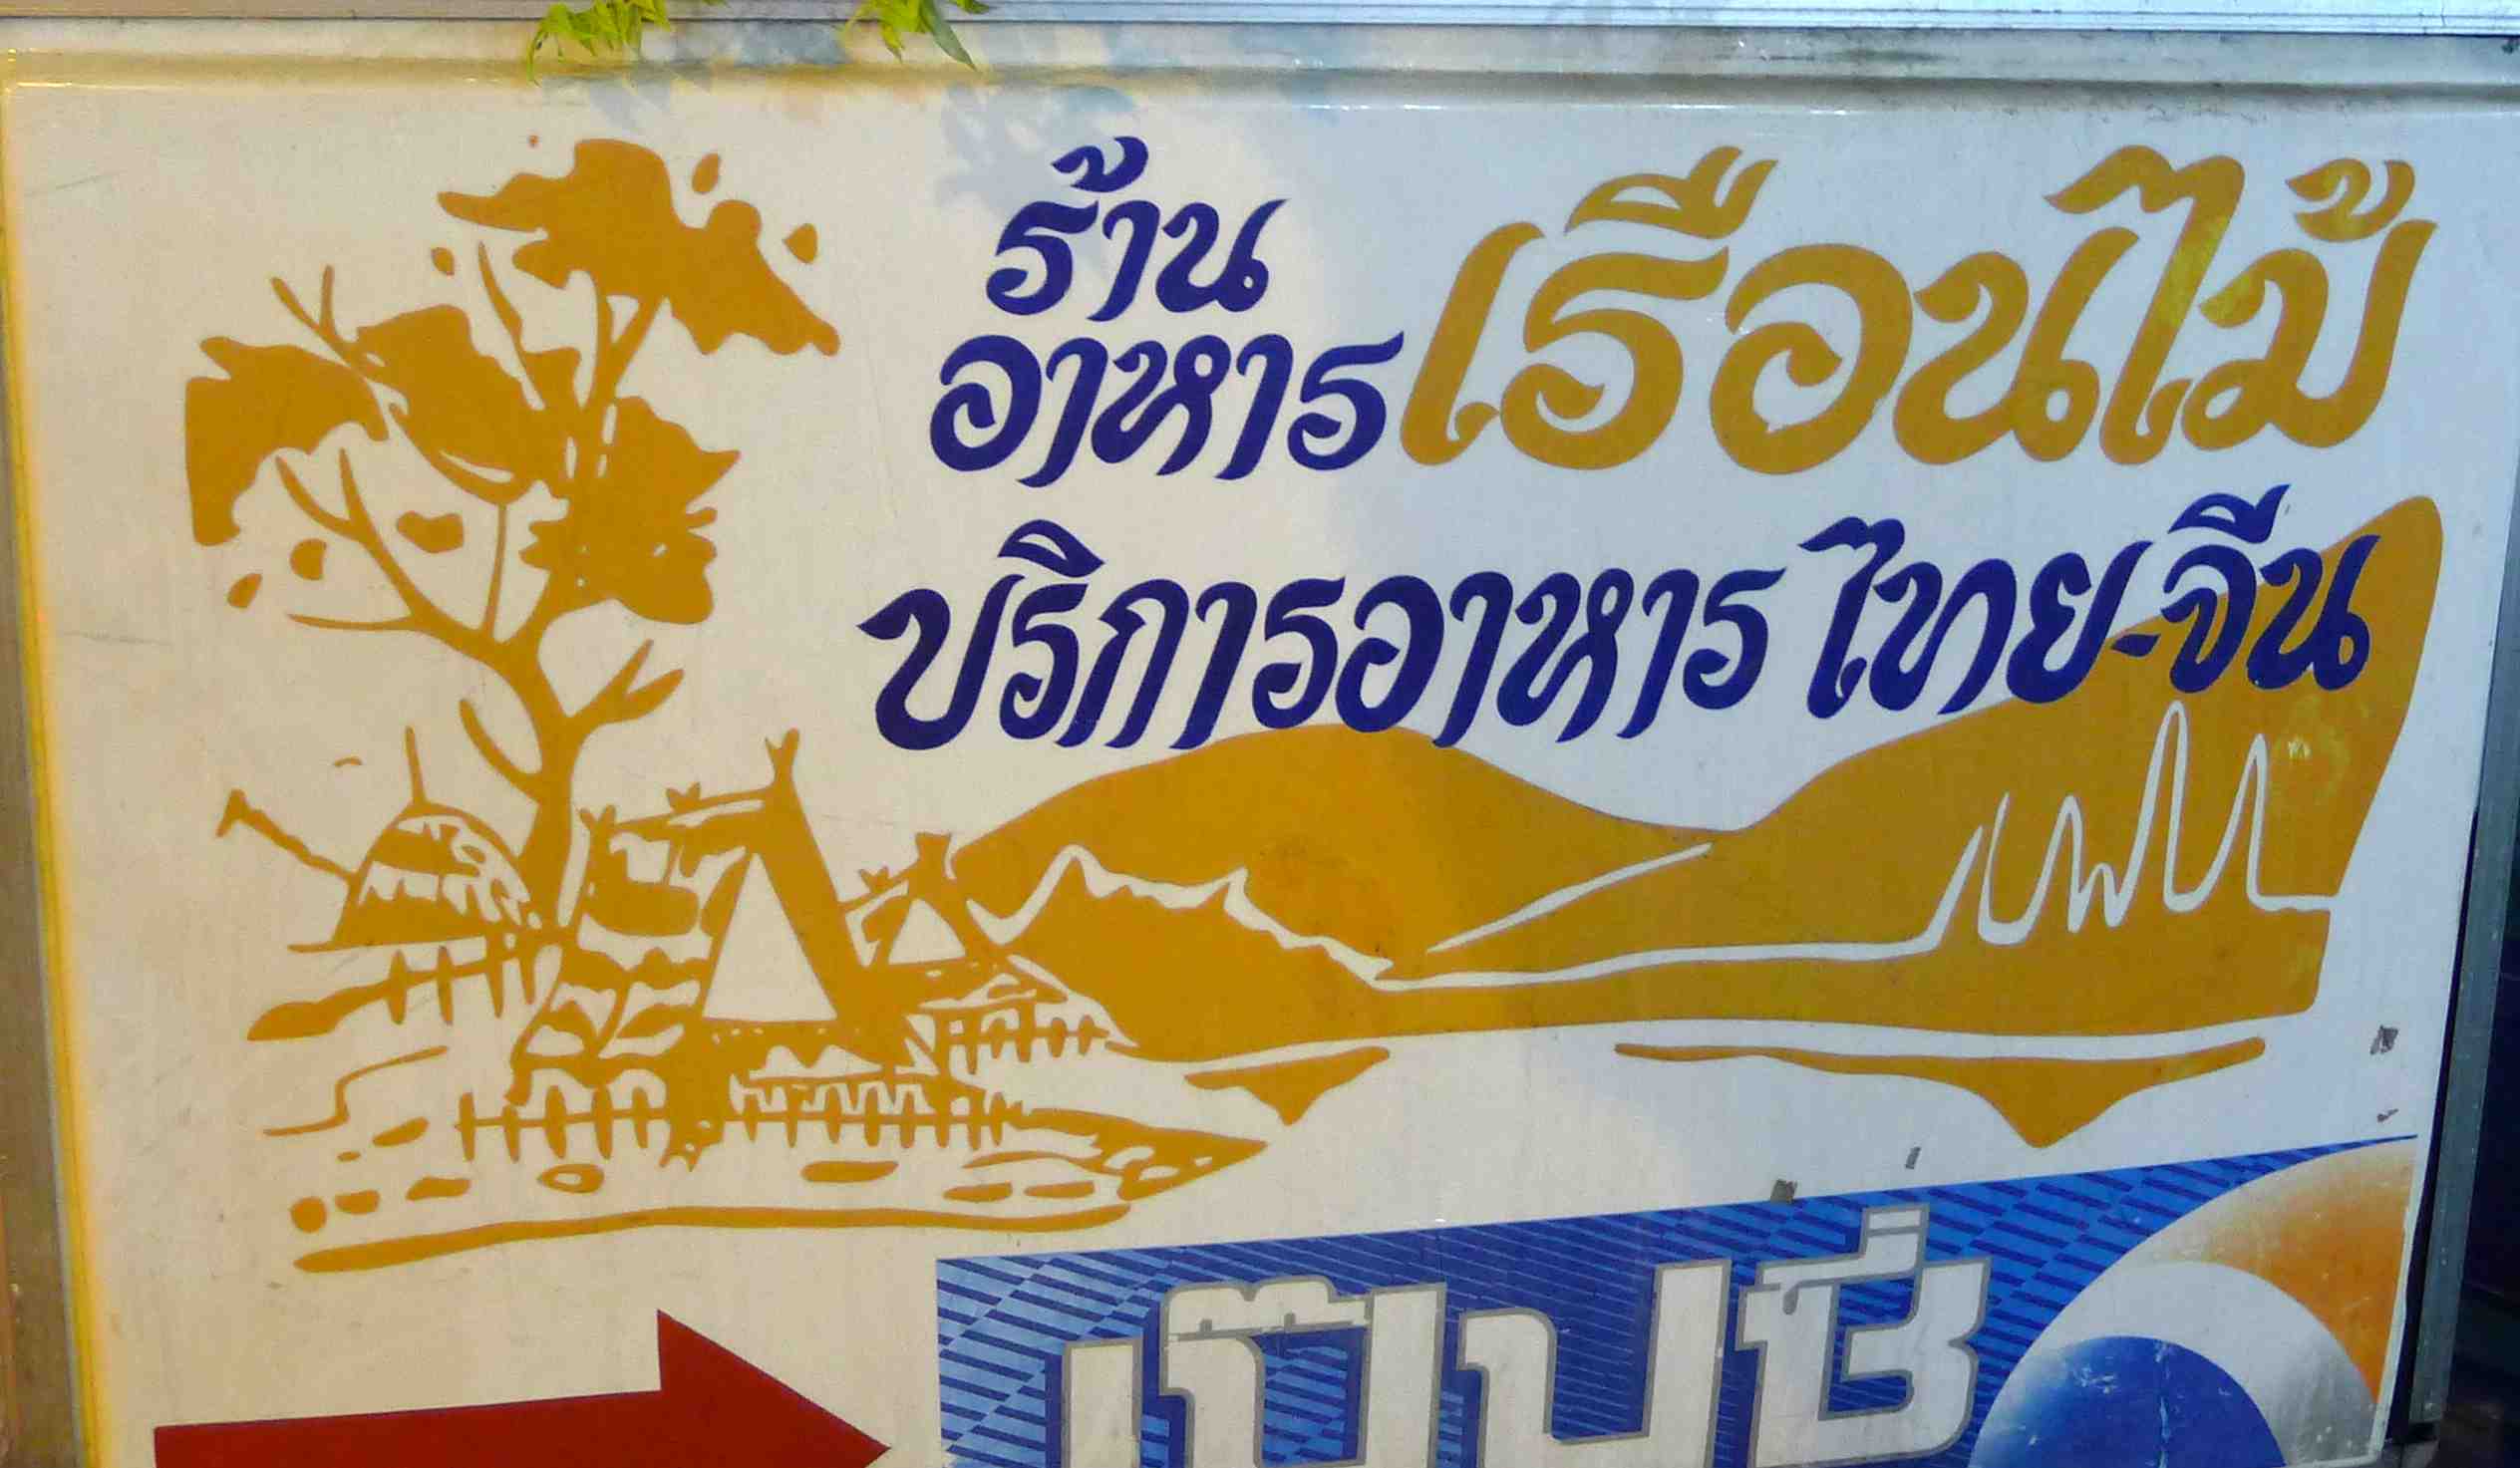 ร้าน
อาหาร เรือนไม้
บริการอาหาร ไทย-จีน
เป๊ปซี่